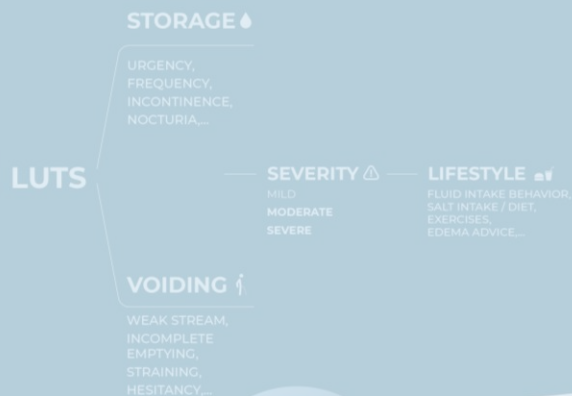 STORAGE
URGENCY,
FREQUENCY,
INCONTINENCE,
NOCTURIA,...
LUTS
SEVERITY
MILD
MODERATE
SEVERE
LIFESTYLE
FLUID INTAKE BEHAVIOR,
SALT INTAKE / DIET,
EXERCISES,
EDEMA ADVICE,...
VOIDING
WEAK STREAM,
INCOMPLETE
EMPTYING,
STRAINING,
HESITANCY,...